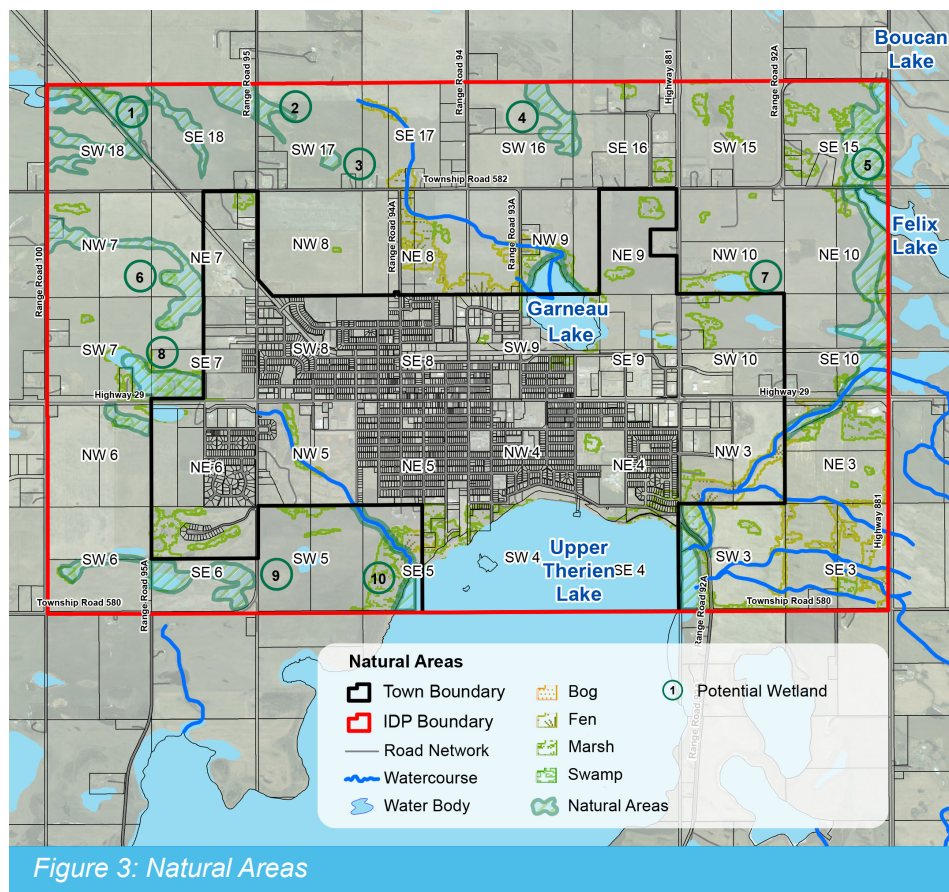 Boucan
Lake
Range Road 95
Range Road 94
Highway 881
Range Road 92A
1
2
4
SE 17
SE 18
SW 18
SW 17
SW 16
SE 16
SW 15
SE 15
3
5
Township Road 582
Range Road 94A
Range Road 93A
Felix
Lake
NW 7
NE 7
NW 8
NE 8
NW 9
NE 9
NW 10
NE 10
Range Road 100
6
7
Garneau
Lake
SW 7
8
SE 7
SW 8
SE 8
SW 9
SE 9
SW 10
SE 10
Highway 29
Highway 29
NW 6
NE 6
NW 5
NE 5
NW 4
NE 4
NW 3
NE 3
Highway 881
SW 6
SE 6
9
SW 5
10
SE 5
SW 4
Upper
Therien
Lake
SE 4
SW 3
SE 3
Range Road 95A
Range Road 92A
Township Road 580
Township Road 580
Range Road
Natural Areas
Town Boundary
IDP Boundary
Road Network
Watercourse
Water Body
Bog
Fen
Marsh
Swamp
Natural Areas
1 Potential Wetland
Figure 3: Natural Areas